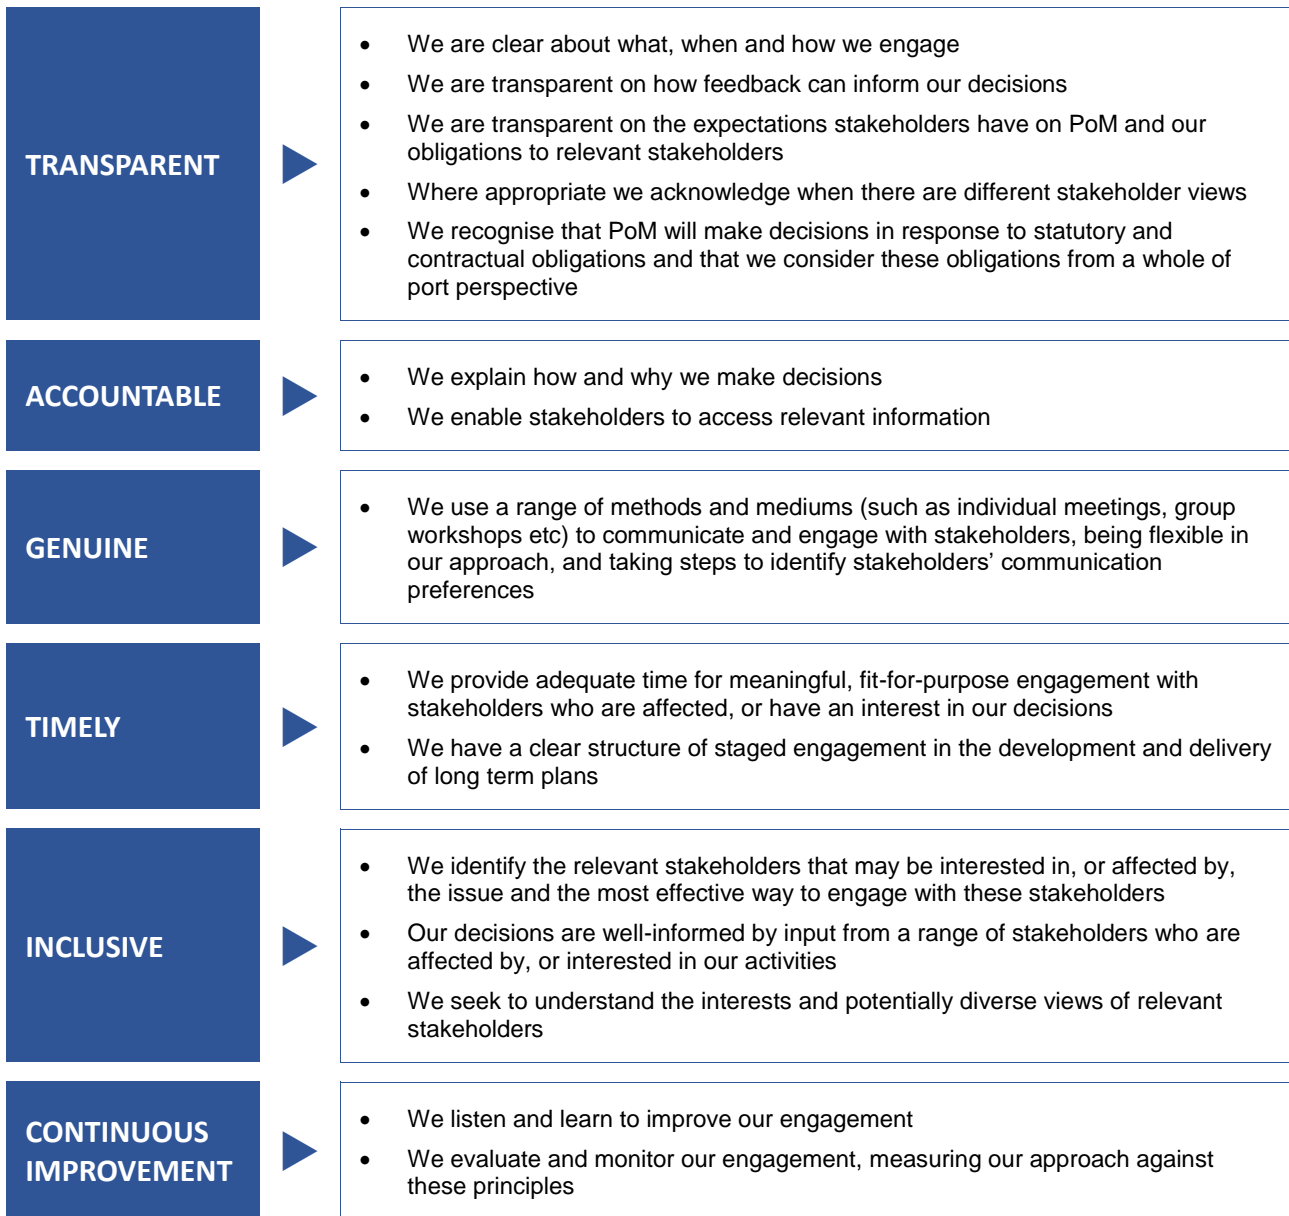 TRANSPARENT
• We are clear about what, when and how we engage
• We are transparent on how feedback can inform our decisions
• We are transparent on the expectations stakeholders have on PoM and our
obligations to relevant stakeholders
• Where appropriate we acknowledge when there are different stakeholder views
• We recognise that PoM will make decisions in response to statutory and
contractual obligations and that we consider these obligations from a whole of
port perspective
ACCOUNTABLE
• We explain how and why we make decisions
• We enable stakeholders to access relevant information
GENUINE
• We use a range of methods and mediums (such as individual meetings, group
workshops etc) to communicate and engage with stakeholders, being flexible in
our approach, and taking steps to identify stakeholders’ communication
preferences
TIMELY
• We provide adequate time for meaningful, fit-for-purpose engagement with
stakeholders who are affected, or have an interest in our decisions
• We have a clear structure of staged engagement in the development and delivery
of long term plans
INCLUSIVE
• We identify the relevant stakeholders that may be interested in, or affected by,
the issue and the most effective way to engage with these stakeholders
• Our decisions are well-informed by input from a range of stakeholders who are
affected by, or interested in our activities
• We seek to understand the interests and potentially diverse views of relevant
stakeholders
CONTINUOUS
IMPROVEMENT
• We listen and learn to improve our engagement
• We evaluate and monitor our engagement, measuring our approach against
these principles